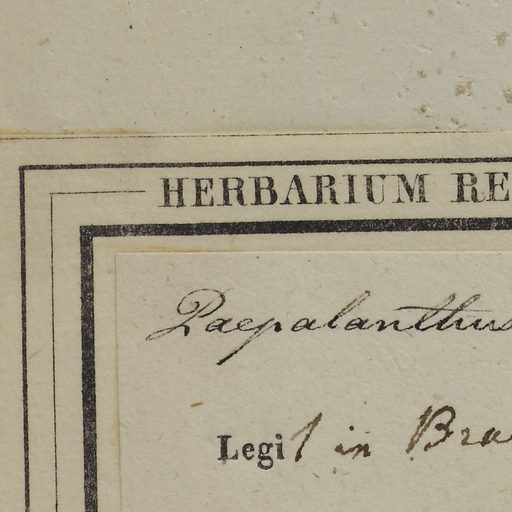 HERBARIUM RE
Paepalanthus
Legit in Bra